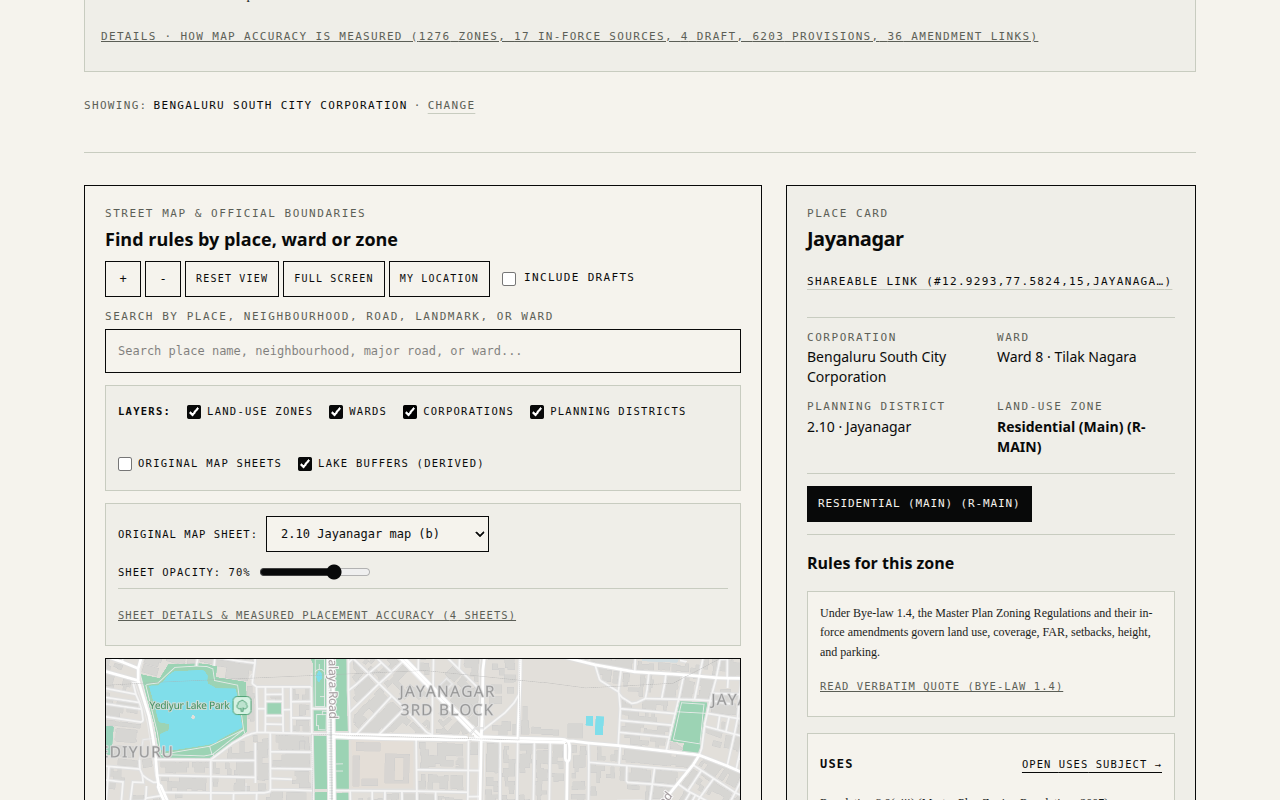 DETAILS · HOW MAP ACCURACY IS MEASURED (1276 ZONES, 17 IN-FORCE SOURCES, 4 DRAFT, 6203 PROVISIONS, 36 AMENDMENT LINKS)
SHOWING: BENGALURU SOUTH CITY CORPORATION · CHANGE
STREET MAP & OFFICIAL BOUNDARIES
Find rules by place, ward or zone
+ - RESET VIEW FULL SCREEN MY LOCATION INCLUDE DRAFTS
SEARCH BY PLACE, NEIGHBOURHOOD, ROAD, LANDMARK, OR WARD
Search place name, neighbourhood, major road, or ward...
LAYERS: LAND-USE ZONES WARDS CORPORATIONS PLANNING DISTRICTS
ORIGINAL MAP SHEETS LAKE BUFFERS (DERIVED)
ORIGINAL MAP SHEET: 2.10 Jayanagar map (b)
SHEET OPACITY: 70%
SHEET DETAILS & MEASURED PLACEMENT ACCURACY (4 SHEETS)
alaya Road
JAYANAGAR
3RD BLOCK
JAYA
Yediyur Lake Park
EDIYURU
PLACE CARD
Jayanagar
SHAREABLE LINK (#12.9293,77.5824,15,JAYANAGA…)
CORPORATION
Bengaluru South City
Corporation
WARD
Ward 8 · Tilak Nagara
PLANNING DISTRICT
2.10 · Jayanagar
LAND-USE ZONE
Residential (Main) (R-
MAIN)
RESIDENTIAL (MAIN) (R-MAIN)
Rules for this zone
Under Bye-law 1.4, the Master Plan Zoning Regulations and their in-
force amendments govern land use, coverage, FAR, setbacks, height,
and parking.
READ VERBATIM QUOTE (BYE-LAW 1.4)
USES OPEN USES SUBJECT →